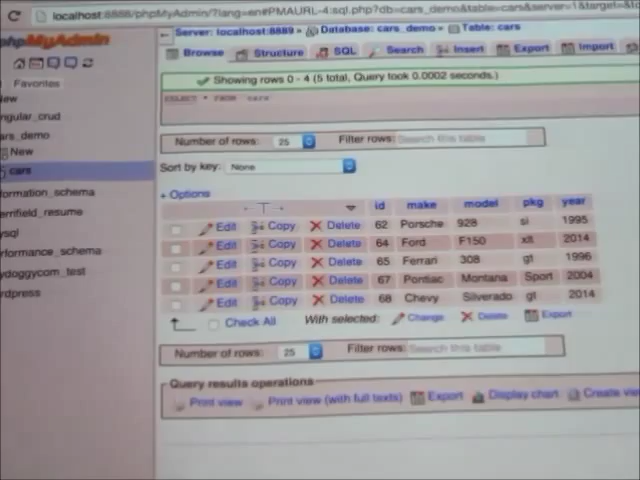 localhost:8888/phpMyAdmin/?lang=en#PMAURL-4:sql.php?db=cars_demo&table=cars&server=1&target=&
phpMyAdmin
Server: localhost:8889 » Database: cars_demo » Table: cars
Browse Structure SQL Search Insert Export Import
Favorites
Showing rows 0 - 4 (5 total, Query took 0.0002 seconds.)
ew
SELECT * FROM cars
ngular_crud
ars_demo
New
cars
Number of rows: 25 Filter rows: Search this table
Sort by key: None
formation_schema
+ Options
errifield_resume
id make model pkg year
ysql
Edit Copy Delete 62 Porsche 928 si 1995
Edit Copy Delete 64 Ford F150 xlt 2014
erformance_schema
Edit Copy Delete 65 Ferrari 308 gt 1996
ydoggycom_test
Edit Copy Delete 67 Pontiac Montana Sport 2004
rdpress
Edit Copy Delete 68 Chevy Silverado gt 2014
Check All With selected: Change Delete Export
Number of rows: 25 Filter rows: Search this table
Query results operations
Print view Print view (with full texts) Export Display chart Create vie